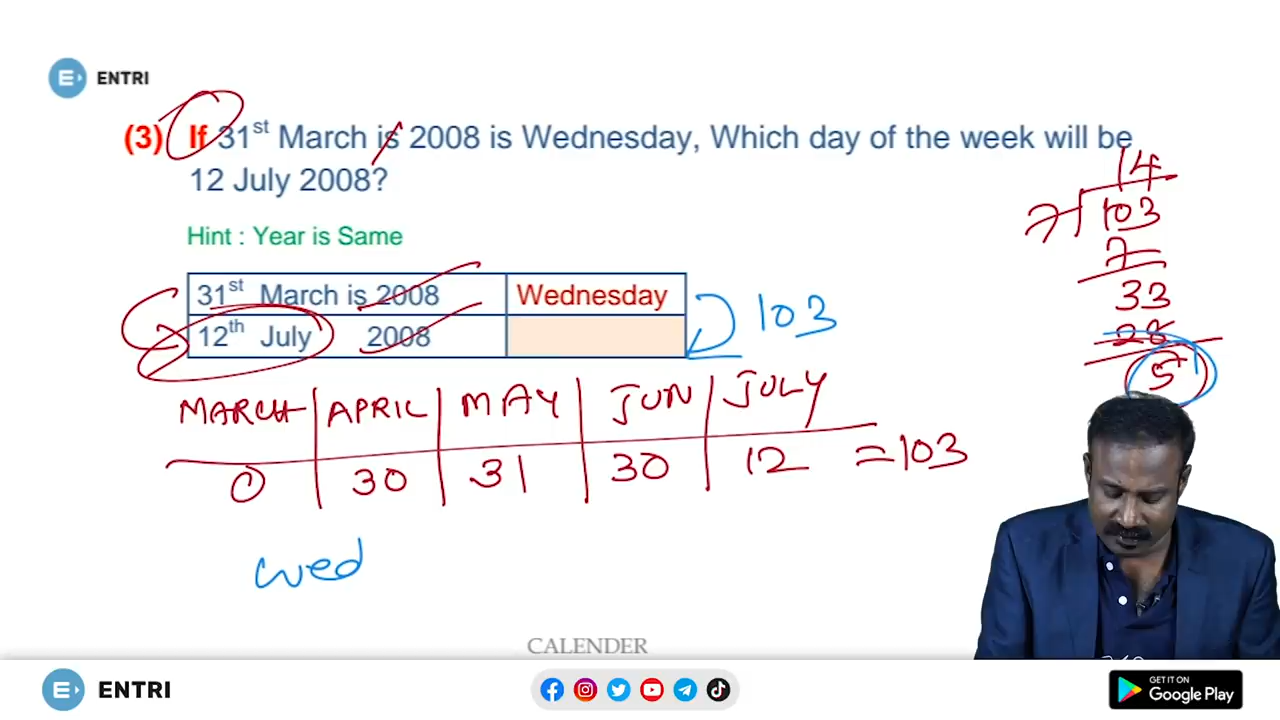 ENTRI
(3) If 31st March is 2008 is Wednesday, Which day of the week will be
12 July 2008?
Hint : Year is Same
31st March is 2008 Wednesday
12th July 2008
103
14
7 103
7
33
28
5
MARCH APRIL MAY JUN JULY
0 30 31 30 12 =103
wed
CALENDER
ENTRI
GET IT ON
Google Play